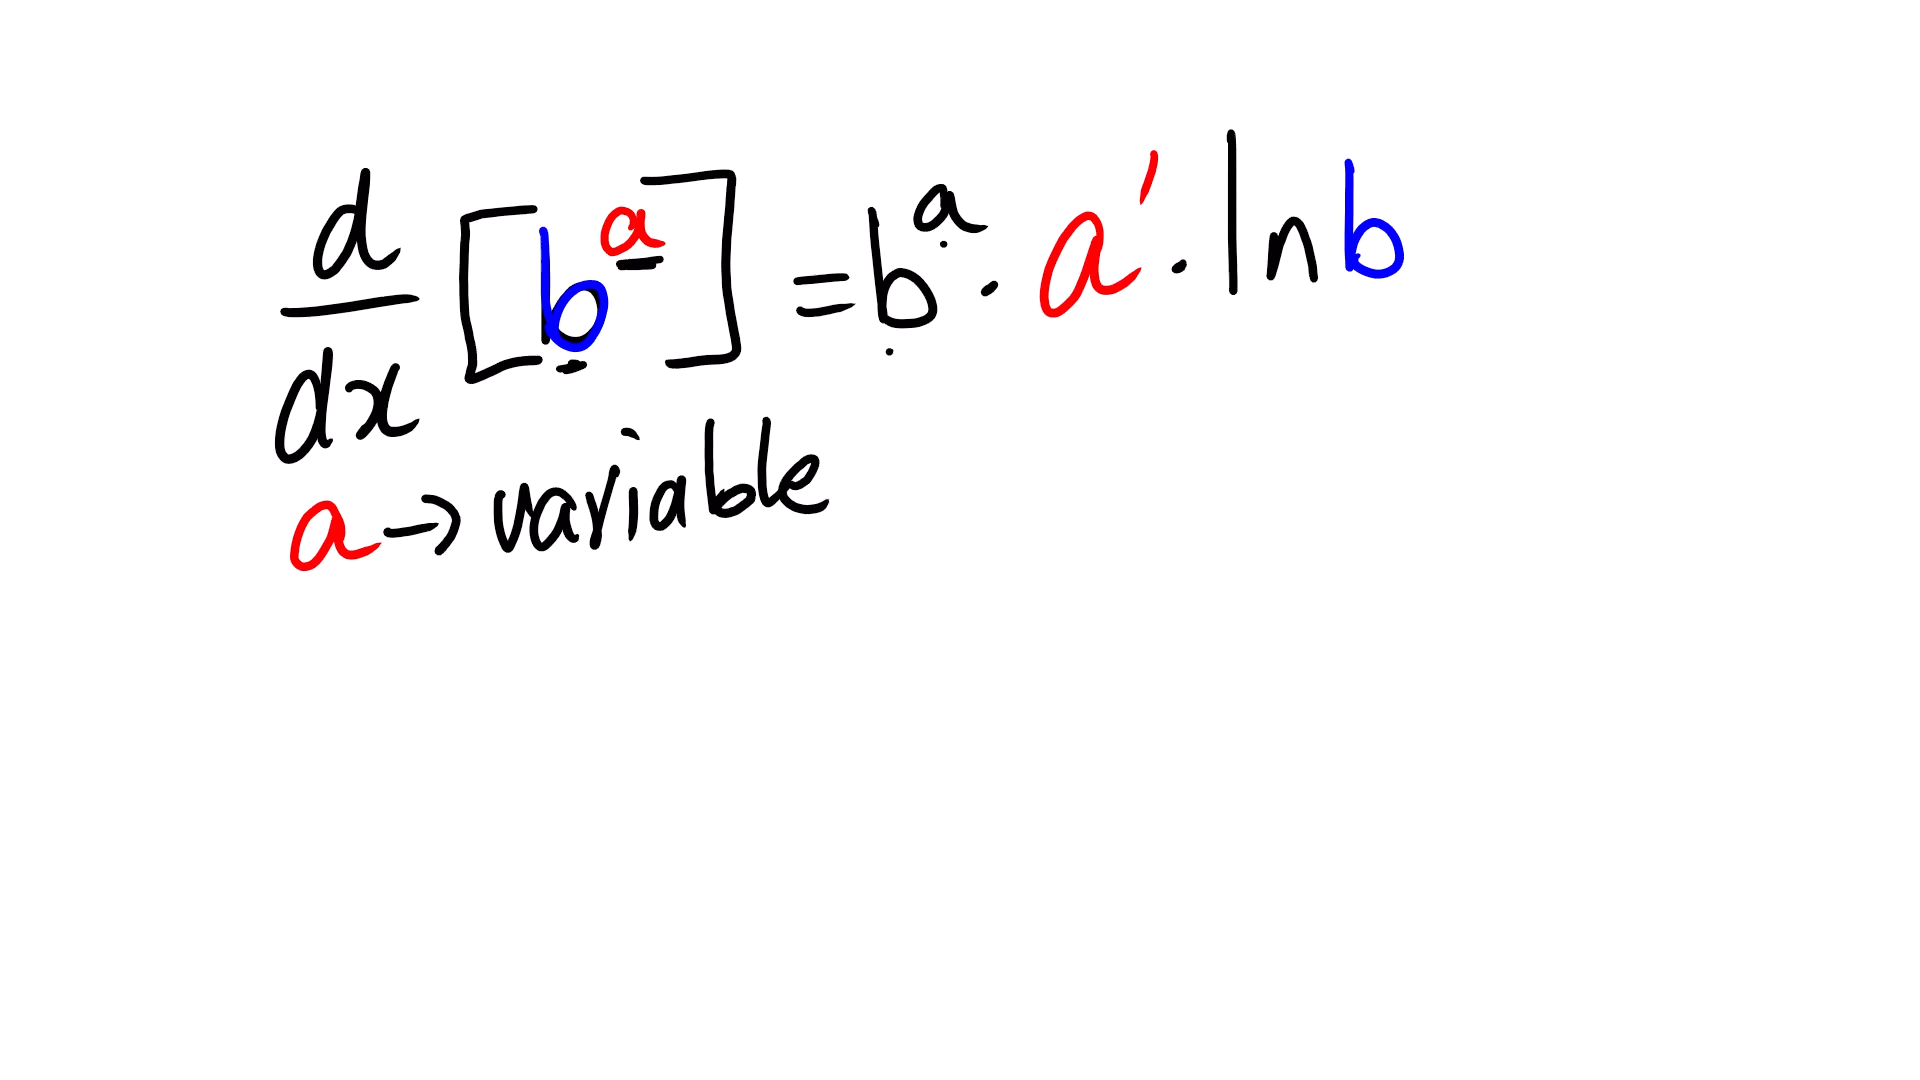 d/dx [b^a] = b^a · a' · ln b
a → variable